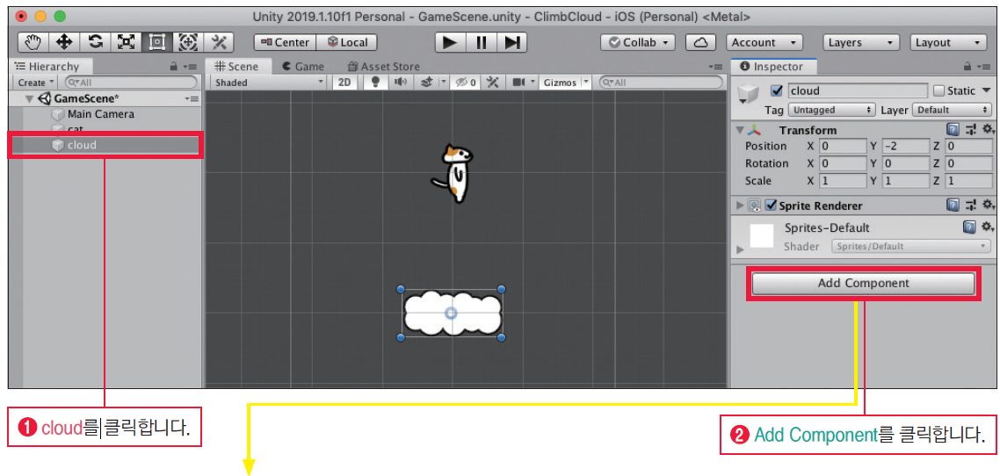 Unity 2019.1.10f1 Personal - GameScene.unity - ClimbCloud - iOS (Personal) <Metal>
Center Local Collab Account Layers Layout
Hierarchy
Create All
GameScene*
Main Camera
cat
cloud
Scene Game Asset Store
Shaded 2D 0 Gizmos All
Inspector
cloud Static
Tag Untagged Layer Default
Transform
Position X 0 Y -2 Z 0
Rotation X 0 Y 0 Z 0
Scale X 1 Y 1 Z 1
Sprite Renderer
Sprites-Default
Shader Sprites/Default
Add Component
1 cloud를 클릭합니다.
2 Add Component를 클릭합니다.